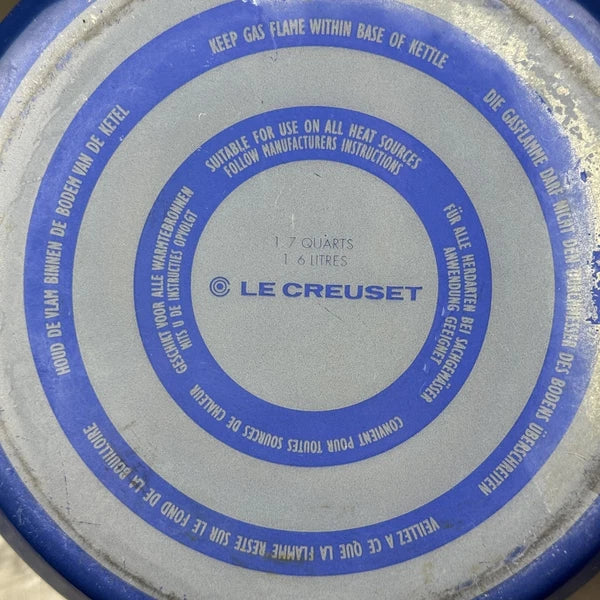 KEEP GAS FLAME WITHIN BASE OF KETTLE
DIE GASFLAMME DARF NICHT DEN DURCHMESSER DES BODENS UBERSCHREITEN
VEILLEZ A CE QUE LA FLAMME RESTE SUR LE FOND DE LA BOUILLOIRE
HOUD DE VLAM BINNEN DE BODEM VAN DE KETEL
SUITABLE FOR USE ON ALL HEAT SOURCES
FOLLOW MANUFACTURERS INSTRUCTIONS
FÜR ALLE HERDARTEN BEI SACHGEMÄSSER
ANWENDUNG GEEIGNET
CONVIENT POUR TOUTES SOURCES DE CHALEUR
GESCHIKT VOOR ALLE WARMTEBRONNEN
MITS U DE INSTRUCTIES OPVOLGT
1.7 QUARTS
1.6 LITRES
LE CREUSET